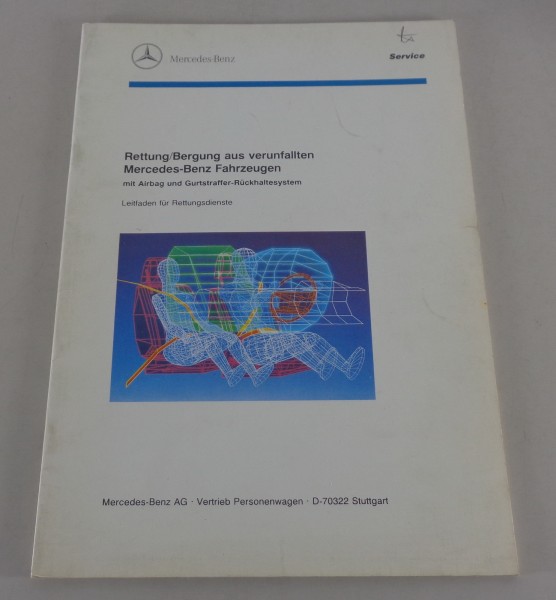 Mercedes-Benz
Service
Rettung/Bergung aus verunfallten
Mercedes-Benz Fahrzeugen
mit Airbag und Gurtstraffer-Rückhaltesystem
Leitfaden für Rettungsdienste
Mercedes-Benz AG · Vertrieb Personenwagen · D-70322 Stuttgart